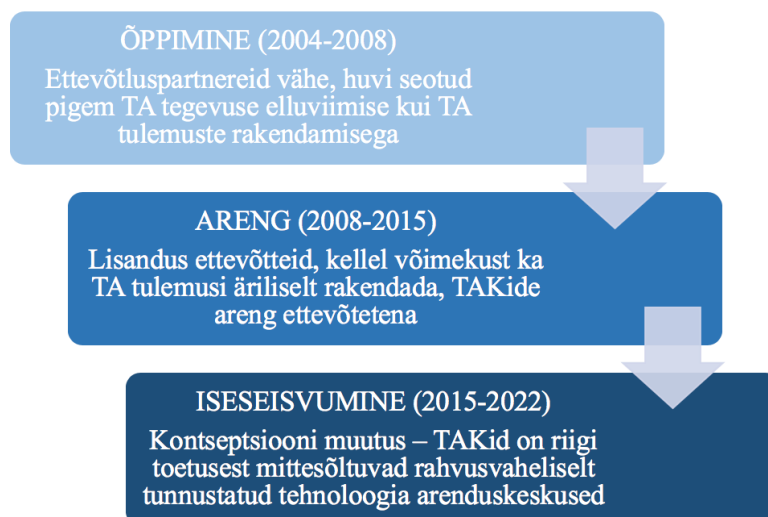 ÕPPIMINE (2004-2008)
Ettevõtluspartnereid vähe, huvi seotud
pigem TA tegevuse elluviimise kui TA
tulemuste rakendamisega
ARENG (2008-2015)
Lisandus ettevõtteid, kellel võimekust ka
TA tulemusi äriliselt rakendada, TAKide
areng ettevõtetena
ISESEISVUMINE (2015-2022)
Kontseptsiooni muutus – TAKid on riigi
toetusest mittesõltuvad rahvusvaheliselt
tunnustatud tehnoloogia arenduskeskused